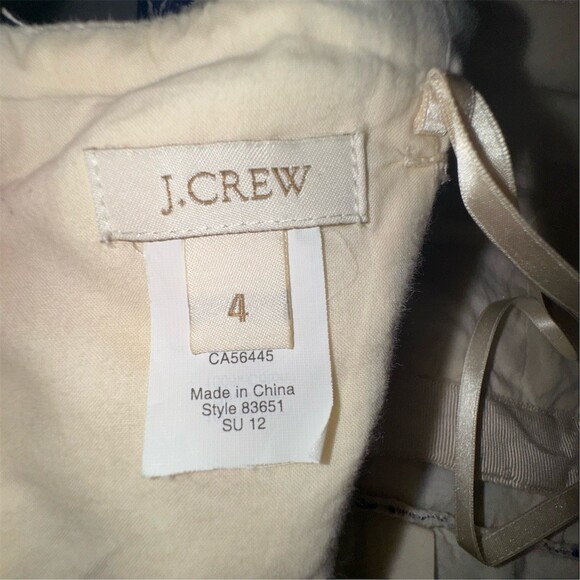 J.CREW
4
CA56445
Made in China
Style 83651
SU 12